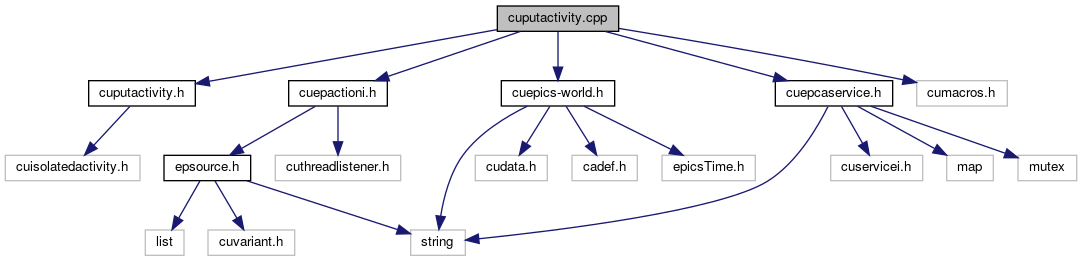 cuputactivity.cpp
cuputactivity.h
cuepactioni.h
cuepics-world.h
cuepcaservice.h
cumacros.h
cuisolatedactivity.h
epsource.h
cuthreadlistener.h
cudata.h
cadef.h
epicsTime.h
cuservicei.h
map
mutex
list
cuvariant.h
string